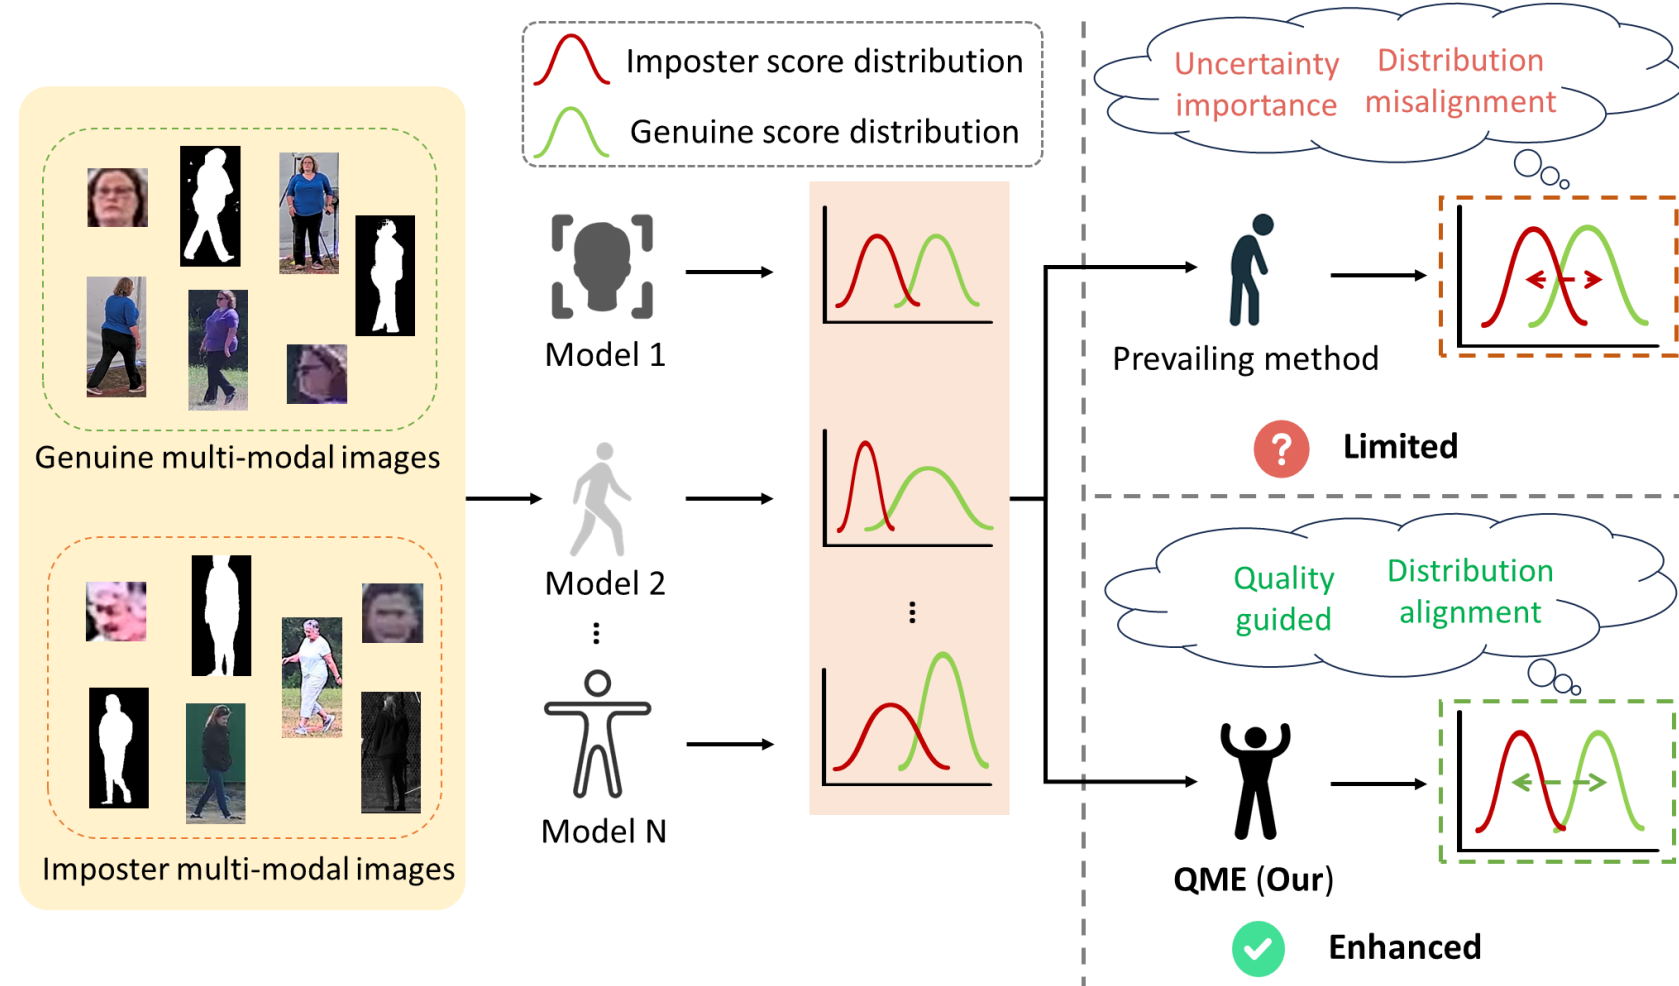 Imposter score distribution
Genuine score distribution
Genuine multi-modal images
Imposter multi-modal images
Model 1
Model 2
Model N
Uncertainty
importance
Distribution
misalignment
Prevailing method
?
Limited
Quality
guided
Distribution
alignment
QME (Our)
Enhanced